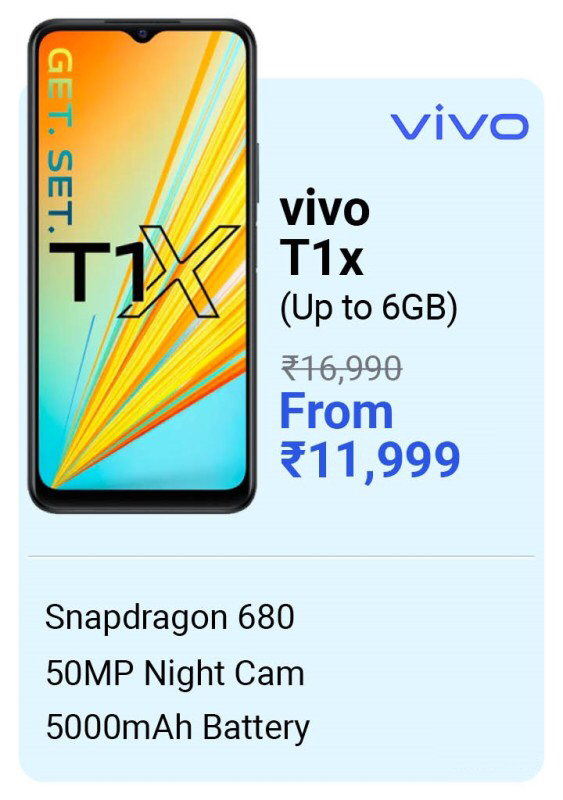 GET. SET.
T1X
vivo
vivo
T1x
(Up to 6GB)
₹16,990
From
₹11,999
Snapdragon 680
50MP Night Cam
5000mAh Battery